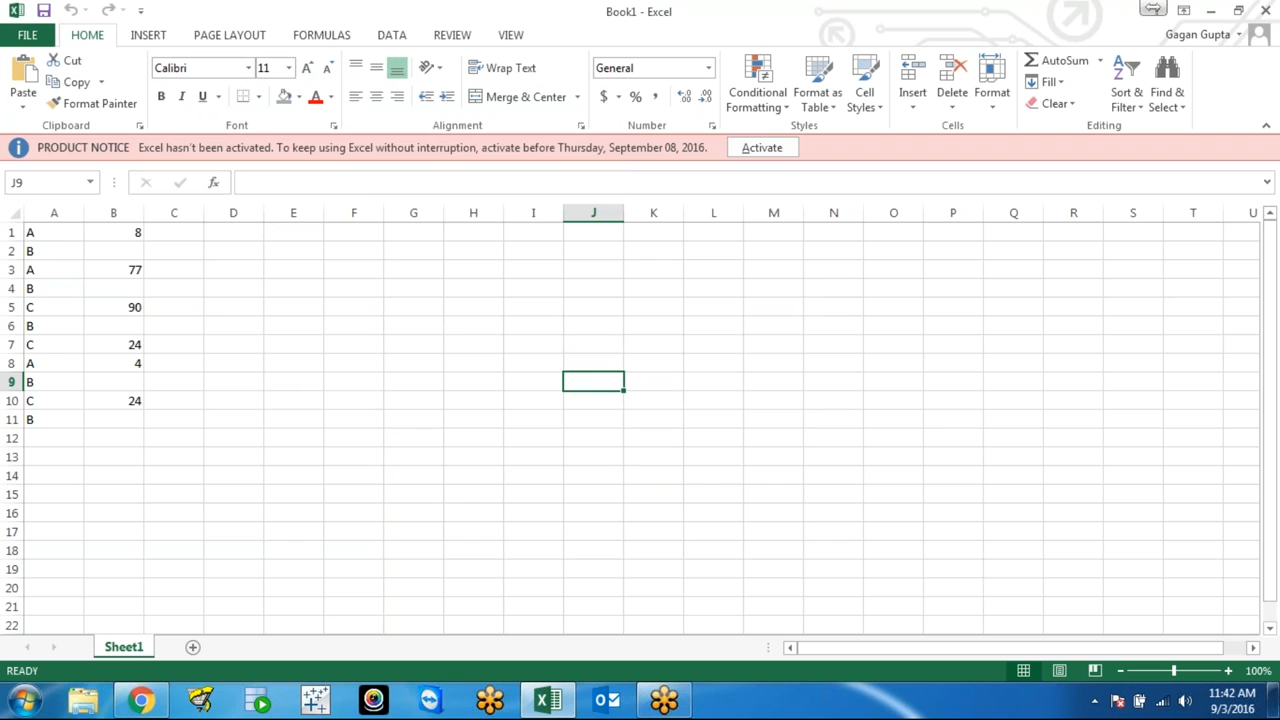 Book1 - Excel
FILE HOME INSERT PAGE LAYOUT FORMULAS DATA REVIEW VIEW Gagan Gupta
Paste Cut Copy Format Painter Clipboard
Calibri 11 B I U A A A Font
Wrap Text Merge & Center Alignment
General $ % , Number
Conditional Formatting Format as Table Cell Styles Styles
Insert Delete Format Cells
AutoSum Fill Clear Sort & Filter Find & Select Editing
PRODUCT NOTICE Excel hasn't been activated. To keep using Excel without interruption, activate before Thursday, September 08, 2016. Activate
J9 fx
A B C D E F G H I J K L M N O P Q R S T U
1 A 8
2 B
3 A 77
4 B
5 C 90
6 B
7 C 24
8 A 4
9 B
10 C 24
11 B
12
13
14
15
16
17
18
19
20
21
22
Sheet1
READY 100%
11:42 AM
9/3/2016